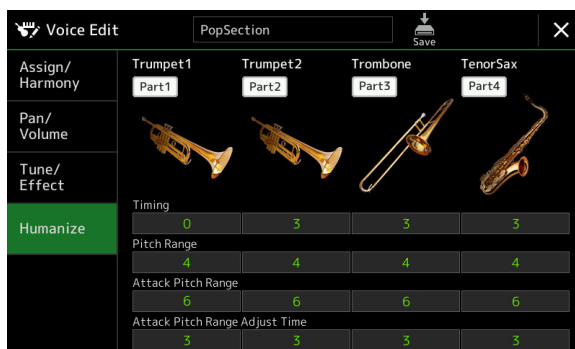 Voice Edit
PopSection
Save
Assign/
Harmony
Pan/
Volume
Tune/
Effect
Humanize
Trumpet1 Trumpet2 Trombone TenorSax
Part1 Part2 Part3 Part4
Timing
0 3 3 3
Pitch Range
4 4 4 4
Attack Pitch Range
6 6 6 6
Attack Pitch Range Adjust Time
3 3 3 3